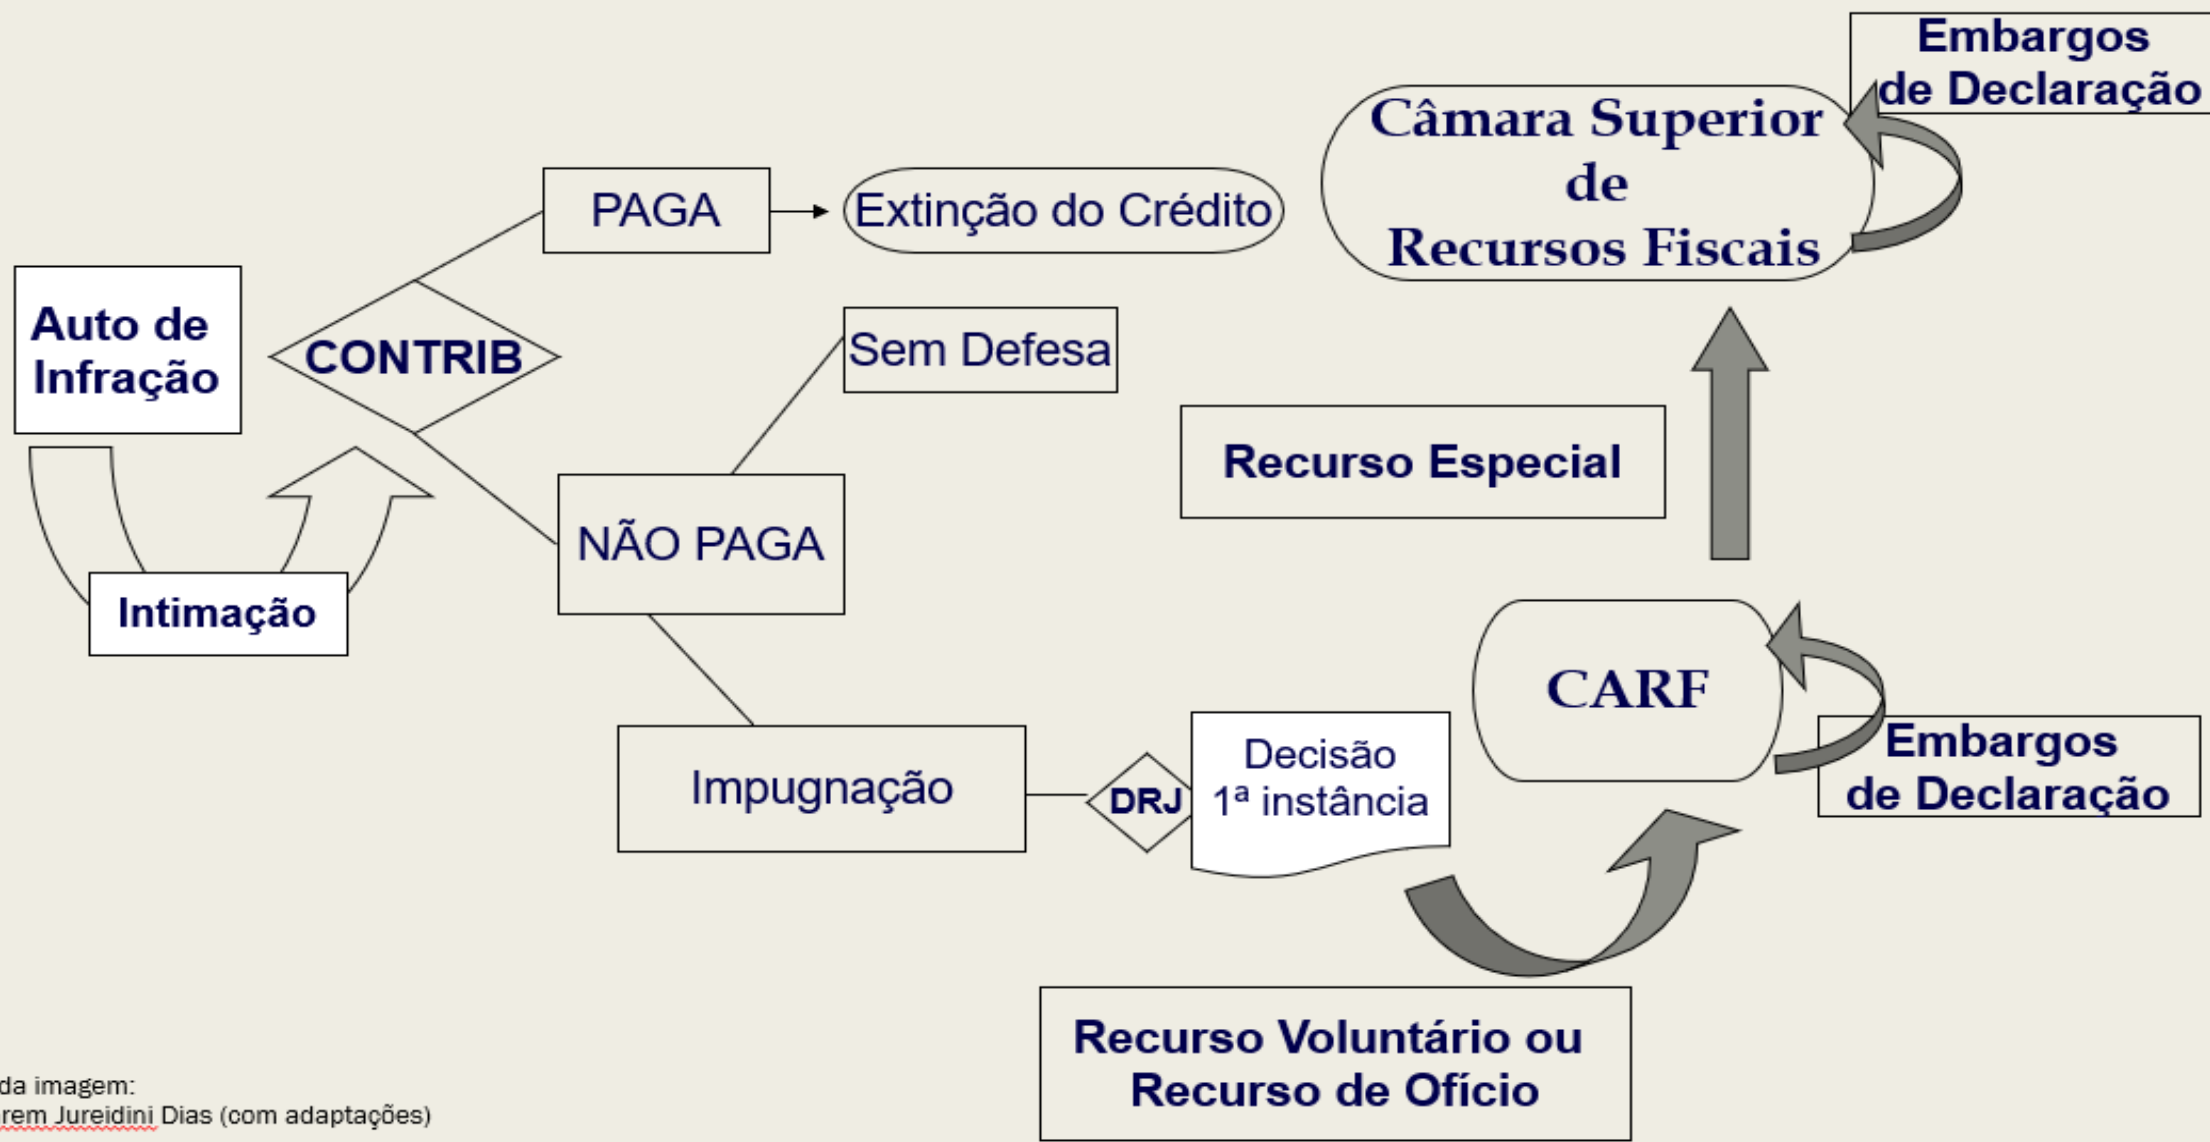 Embargos
de Declaração
Câmara Superior
de
Recursos Fiscais
PAGA
Extinção do Crédito
Auto de
Infração
CONTRIB
Sem Defesa
Recurso Especial
NÃO PAGA
Intimação
CARF
Impugnação
DRJ
Decisão
1ª instância
Embargos
de Declaração
Recurso Voluntário ou
Recurso de Ofício
da imagem:
rem Jureidini Dias (com adaptações)